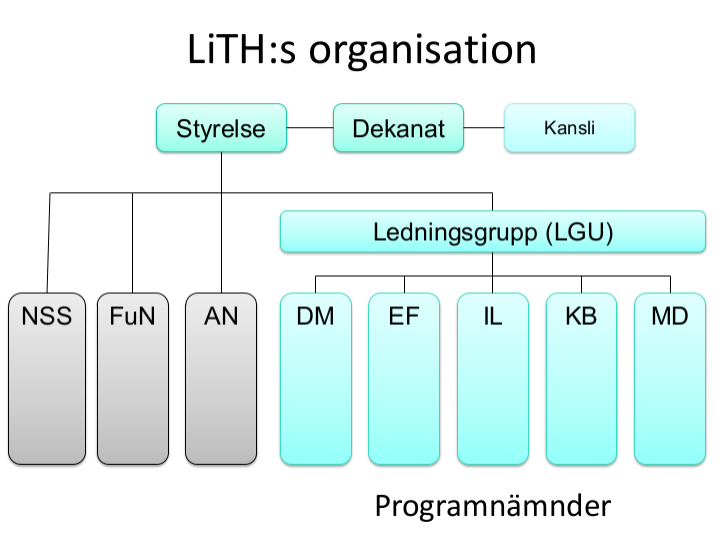 LiTH:s organisation
Styrelse
Dekanat
Kansli
Ledningsgrupp (LGU)
NSS
FuN
AN
DM
EF
IL
KB
MD
Programnämnder